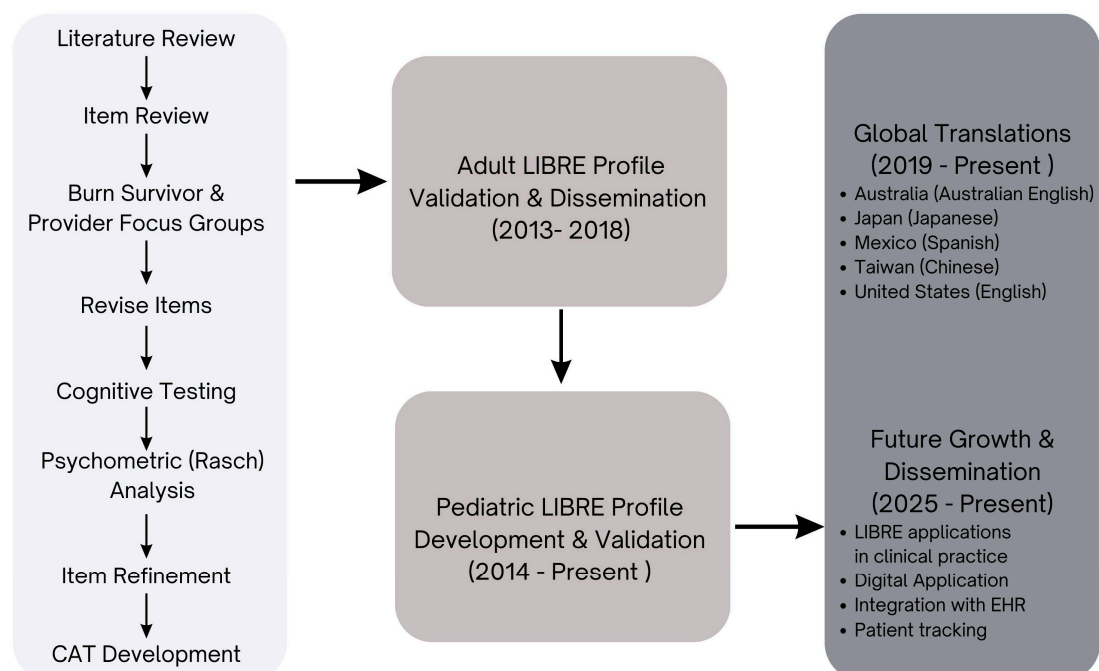 Literature Review
Item Review
Burn Survivor &
Provider Focus Groups
Revise Items
Cognitive Testing
Psychometric (Rasch)
Analysis
Item Refinement
CAT Development
Adult LIBRE Profile
Validation & Dissemination
(2013- 2018)
Pediatric LIBRE Profile
Development & Validation
(2014 - Present )
Global Translations
(2019 - Present )
• Australia (Australian English)
• Japan (Japanese)
• Mexico (Spanish)
• Taiwan (Chinese)
• United States (English)
Future Growth &
Dissemination
(2025 - Present)
• LIBRE applications
in clinical practice
• Digital Application
• Integration with EHR
• Patient tracking